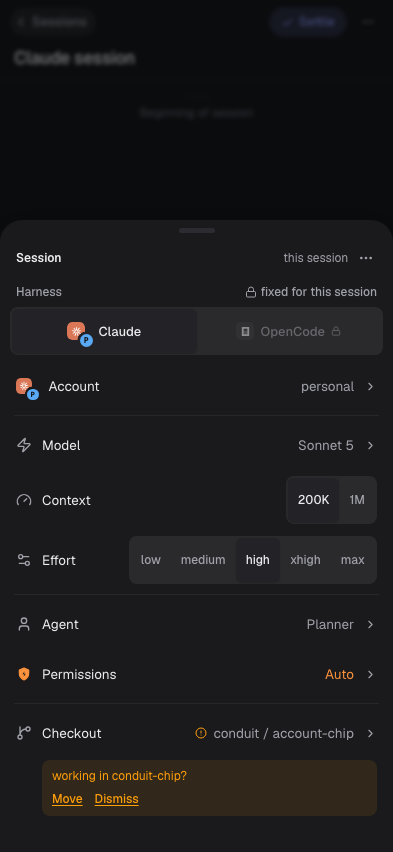 Sessions
Settle
Claude session
Beginning of session
Session
this session
Harness
fixed for this session
P
Claude
OpenCode
P
Account
personal
Model
Sonnet 5
Context
200K
1M
Effort
low
medium
high
xhigh
max
Agent
Planner
Permissions
Auto
Checkout
conduit / account-chip
working in conduit-chip?
Move
Dismiss